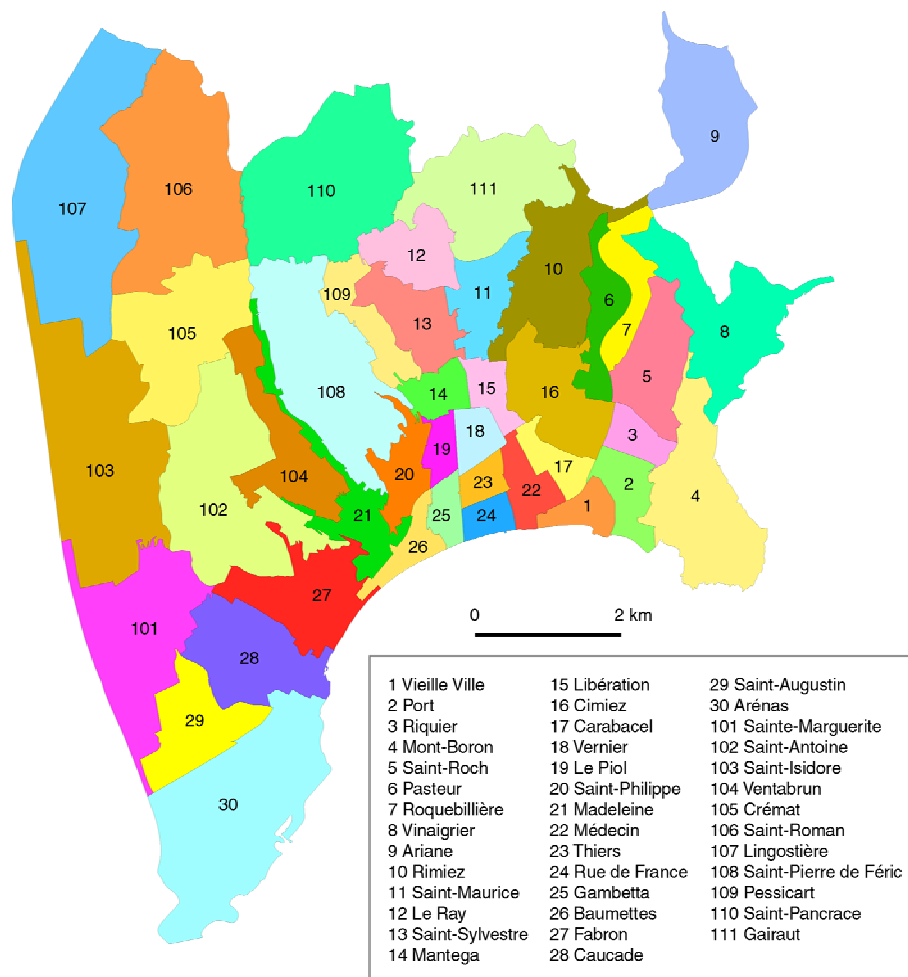 9
106
110
111
107
12
10
11
109
6
13
7
8
105
108
5
14
15
16
3
19
18
17
103
104
20
23
2
4
102
21
25
24
22
1
26
27
0
2 km
101
28
29
30
1 Vieille Ville
2 Port
3 Riquier
4 Mont-Boron
5 Saint-Roch
6 Pasteur
7 Roquebillière
8 Vinaigrier
9 Ariane
10 Rimiez
11 Saint-Maurice
12 Le Ray
13 Saint-Sylvestre
14 Mantega
15 Libération
16 Cimiez
17 Carabacel
18 Vernier
19 Le Piol
20 Saint-Philippe
21 Madeleine
22 Médecin
23 Thiers
24 Rue de France
25 Gambetta
26 Baumettes
27 Fabron
28 Caucade
29 Saint-Augustin
30 Arénas
101 Sainte-Marguerite
102 Saint-Antoine
103 Saint-Isidore
104 Ventabrun
105 Crémat
106 Saint-Roman
107 Lingostière
108 Saint-Pierre de Féric
109 Pessicart
110 Saint-Pancrace
111 Gairaut